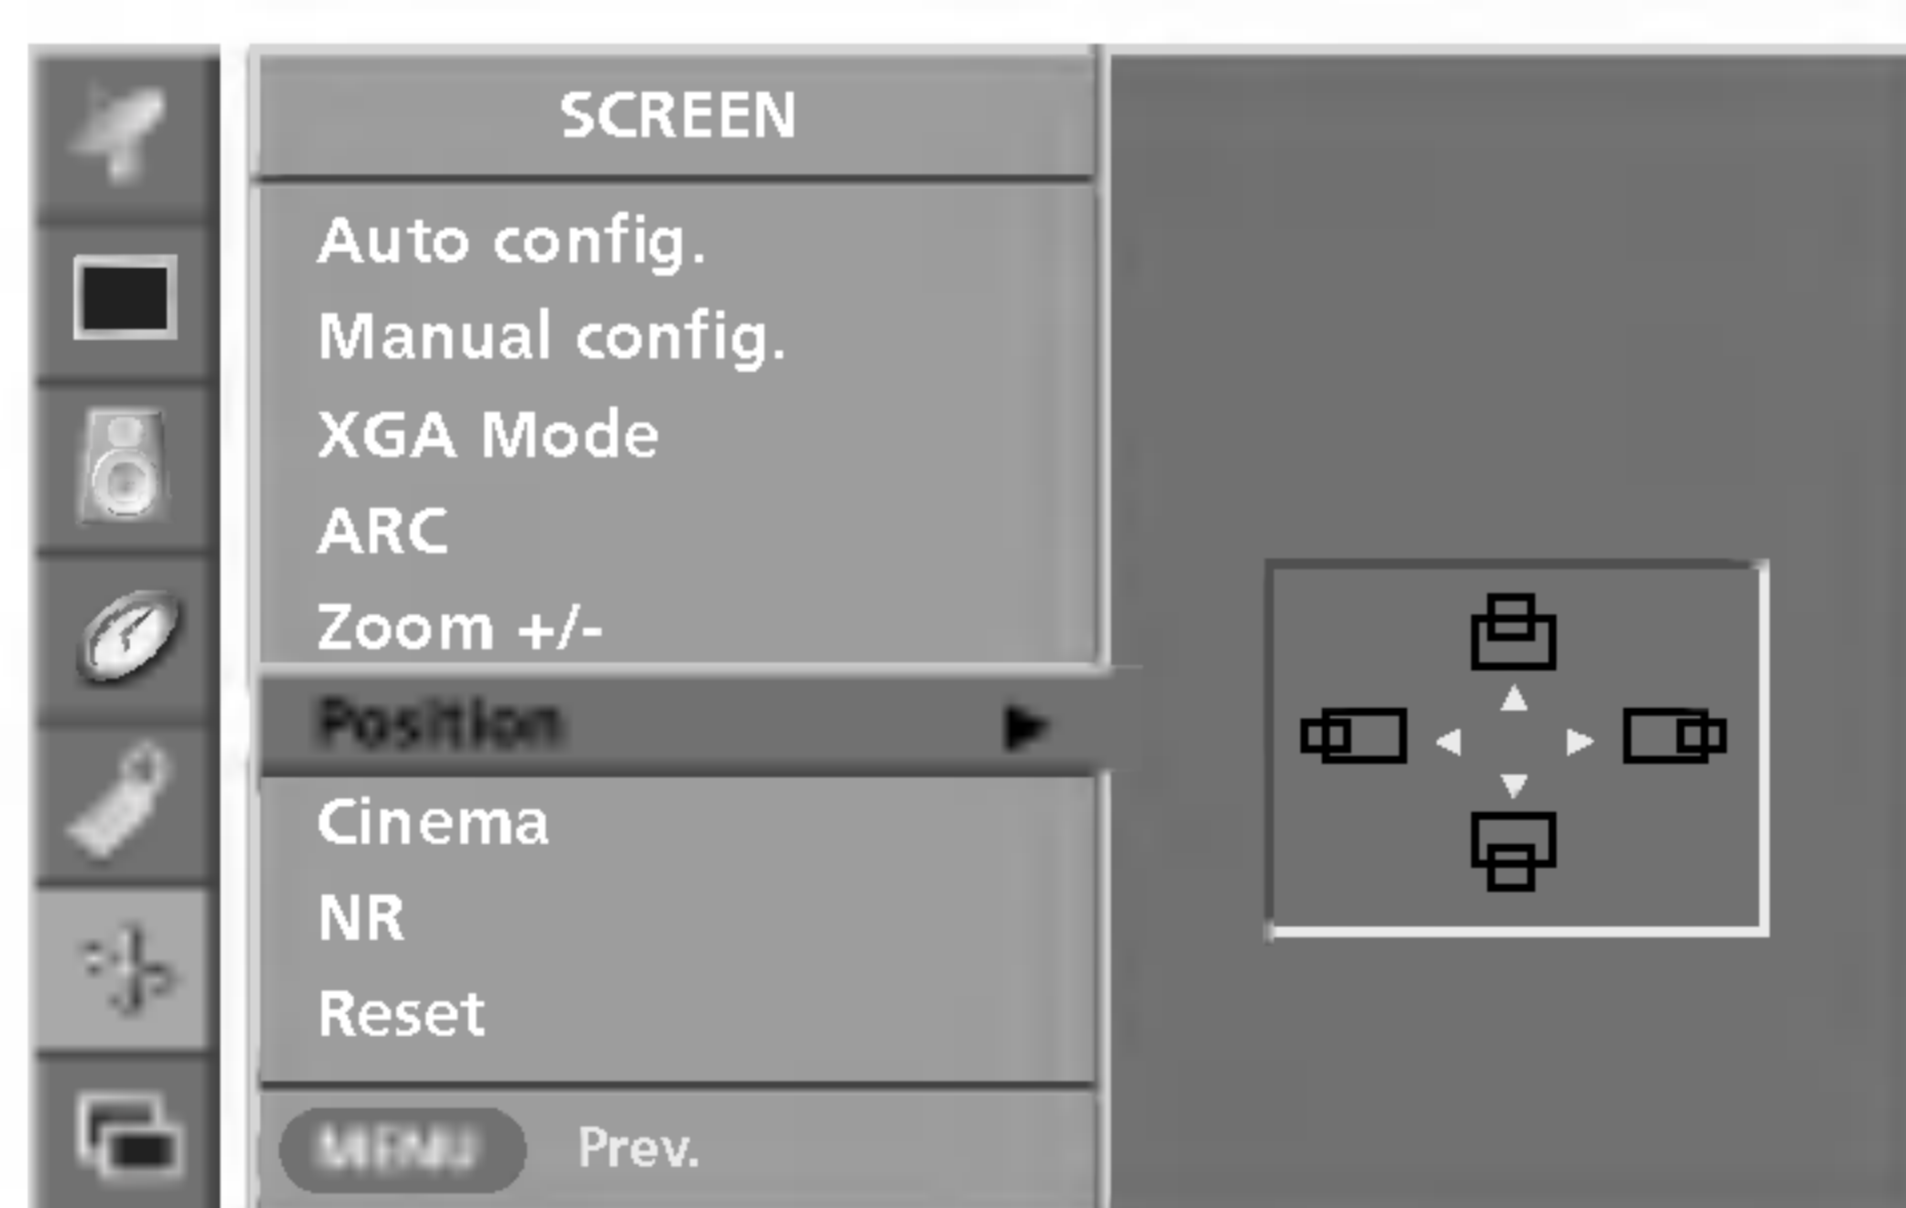 SCREEN
Auto config.
Manual config.
XGA Mode
ARC
Zoom +/-
Position ►
Cinema
NR
Reset
MENU Prev.